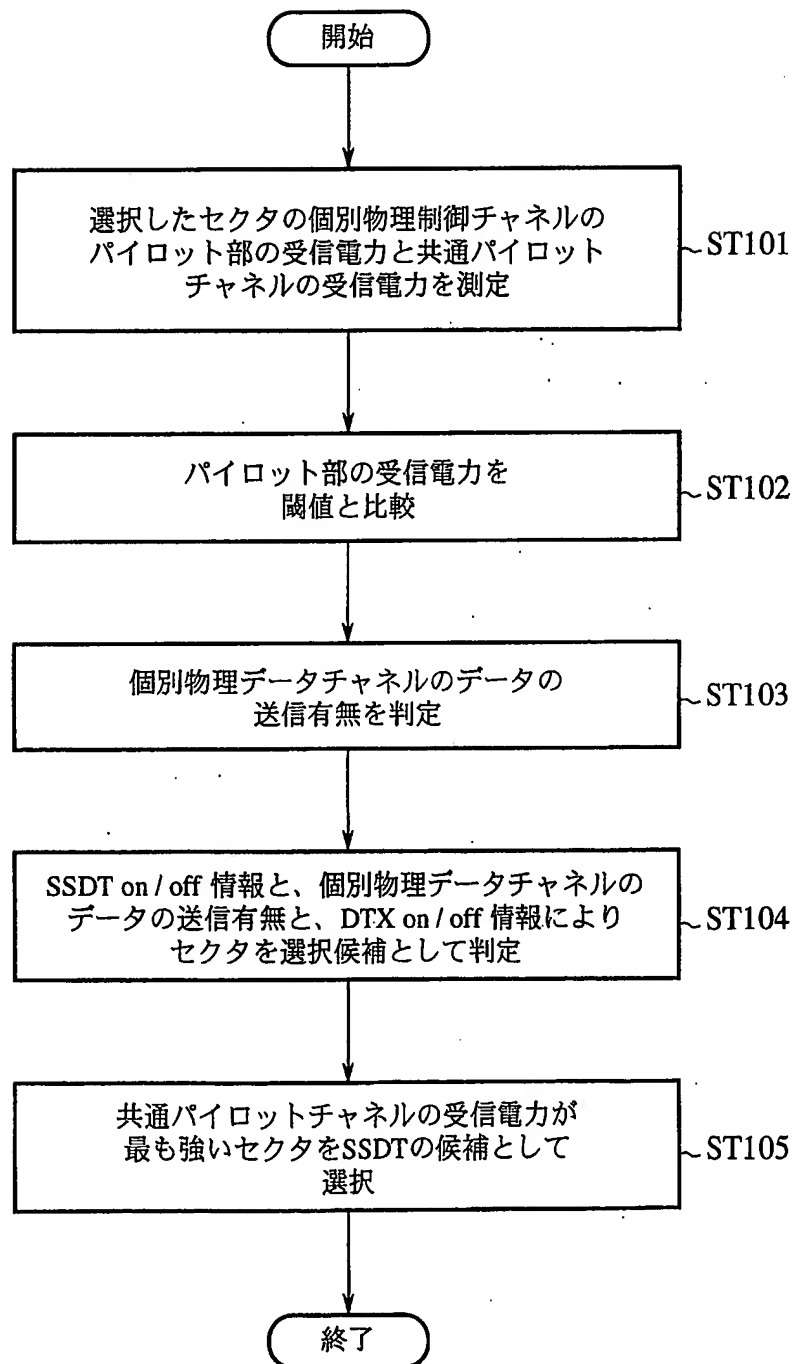 開始
選択したセクタの個別物理制御チャネルの
パイロット部の受信電力と共通パイロット
チャネルの受信電力を測定
ST101
パイロット部の受信電力を
閾値と比較
ST102
個別物理データチャネルのデータの
送信有無を判定
ST103
SSDT on / off 情報と、個別物理データチャネルの
データの送信有無と、DTX on / off 情報により
セクタを選択候補として判定
ST104
共通パイロットチャネルの受信電力が
最も強いセクタをSSDTの候補として
選択
ST105
終了